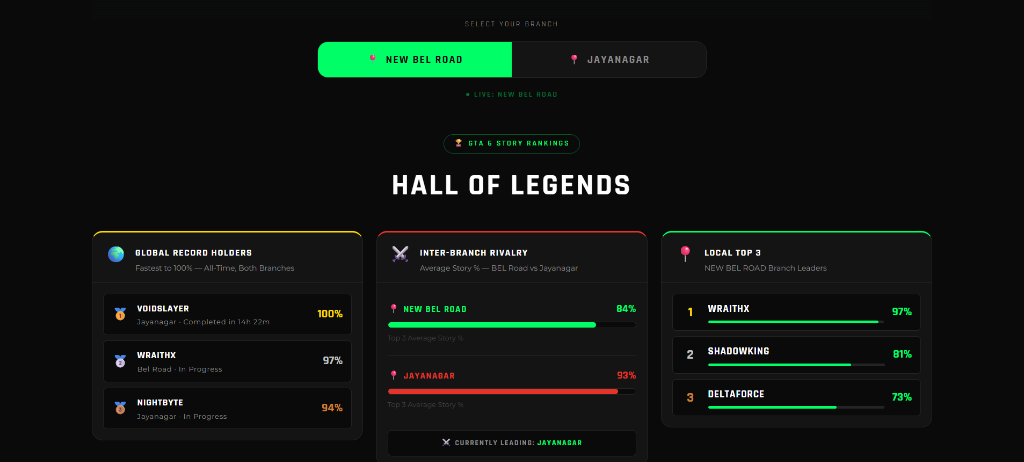 SELECT YOUR BRANCH
NEW BEL ROAD
JAYANAGAR
LIVE: NEW BEL ROAD
GTA 6 STORY RANKINGS
HALL OF LEGENDS
GLOBAL RECORD HOLDERS
Fastest to 100% — All-Time, Both Branches
1
VOIDSLAYER
Jayanagar · Completed in 14h 22m
100%
2
WRAITHX
Bel Road · In Progress
97%
3
NIGHTBYTE
Jayanagar · In Progress
94%
INTER-BRANCH RIVALRY
Average Story % — BEL Road vs Jayanagar
NEW BEL ROAD
84%
Top 3 Average Story %
JAYANAGAR
93%
Top 3 Average Story %
CURRENTLY LEADING: JAYANAGAR
LOCAL TOP 3
NEW BEL ROAD Branch Leaders
1
WRAITHX
97%
2
SHADOWKING
81%
3
DELTAFORCE
73%